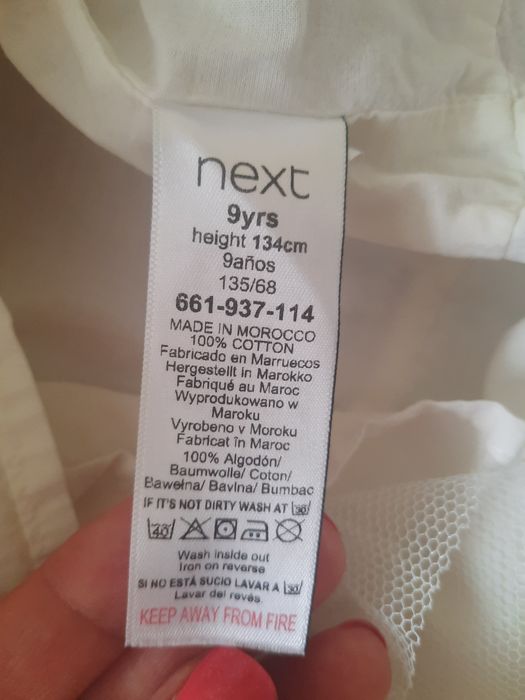 next
9yrs
height 134cm
9años
135/68
661-937-114
MADE IN MOROCCO
100% COTTON
Fabricado en Marruecos
Hergestellt in Marokko
Fabriqué au Maroc
Wyprodukowano w
Maroku
Vyrobeno v Moroku
Fabricat în Maroc
100% Algodón/
Baumwolle/ Coton/
Bawełna/ Bavlna/ Bumbac
IF IT'S NOT DIRTY WASH AT 30
40
Wash inside out
Iron on reverse
SI NO ESTÁ SUCIO LAVAR A 30
Lavar del revés.
KEEP AWAY FROM FIRE